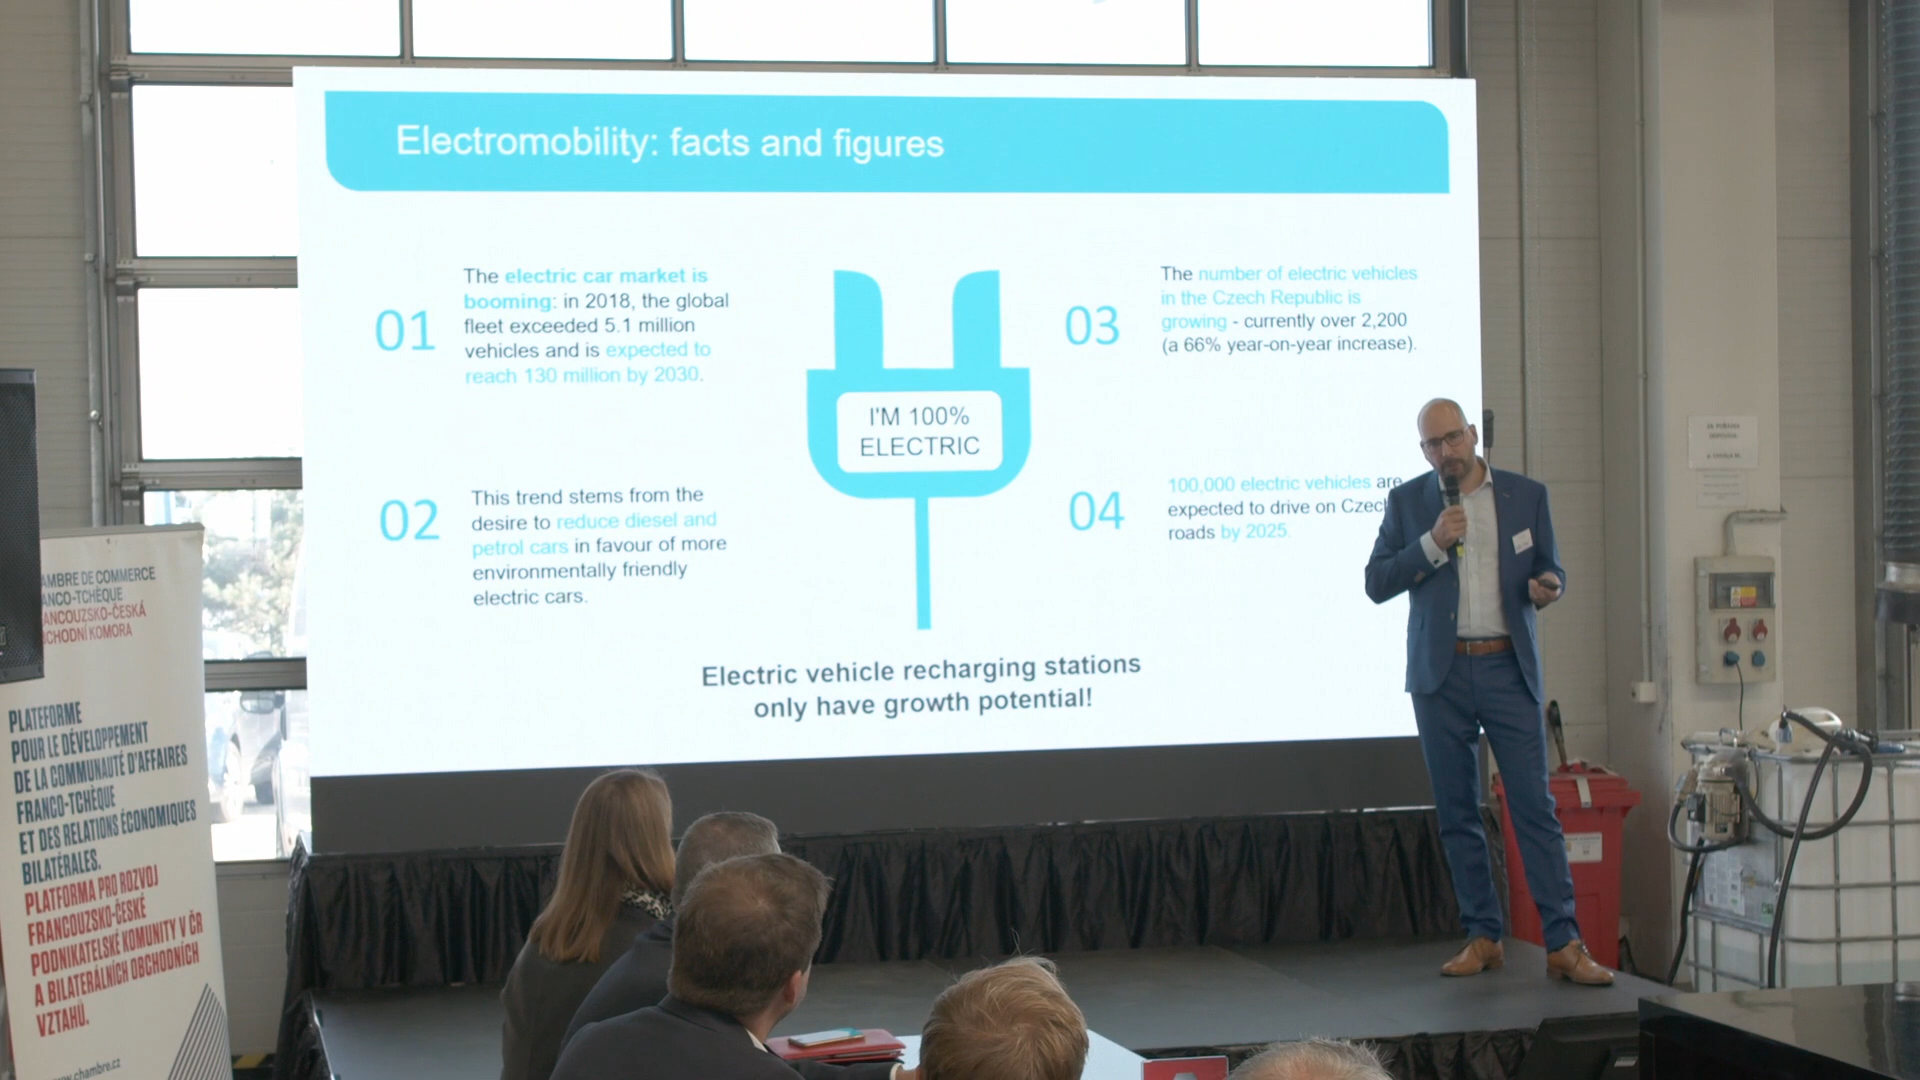 Electromobility: facts and figures
01
The electric car market is
booming: in 2018, the global
fleet exceeded 5.1 million
vehicles and is expected to
reach 130 million by 2030.
02
This trend stems from the
desire to reduce diesel and
petrol cars in favour of more
environmentally friendly
electric cars.
I'M 100%
ELECTRIC
03
The number of electric vehicles
in the Czech Republic is
growing - currently over 2,200
(a 66% year-on-year increase).
04
100,000 electric vehicles are
expected to drive on Czech
roads by 2025.
Electric vehicle recharging stations
only have growth potential!
AMBRE DE COMMERCE
ANCO-TCHÈQUE
ANCOUZSKO-ČESKÁ
CHODNÍ KOMORA
PLATEFORME
POUR LE DÉVELOPPEMENT
DE LA COMMUNAUTÉ D'AFFAIRES
FRANCO-TCHÈQUE
ET DES RELATIONS ÉCONOMIQUES
BILATÉRALES.
PLATFORMA PRO ROZVOJ
FRANCOUZSKO-ČESKÉ
PODNIKATELSKÉ KOMUNITY V ČR
A BILATERÁLNÍCH OBCHODNÍCH
VZTAHŮ.
www.chambre.cz